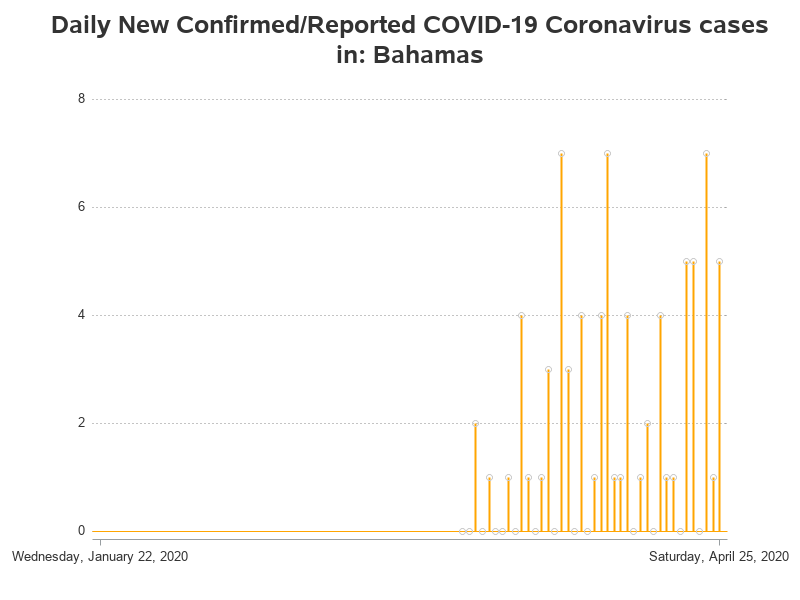 Daily New Confirmed/Reported COVID-19 Coronavirus cases
in: Bahamas
8
6
4
2
0
Wednesday, January 22, 2020
Saturday, April 25, 2020